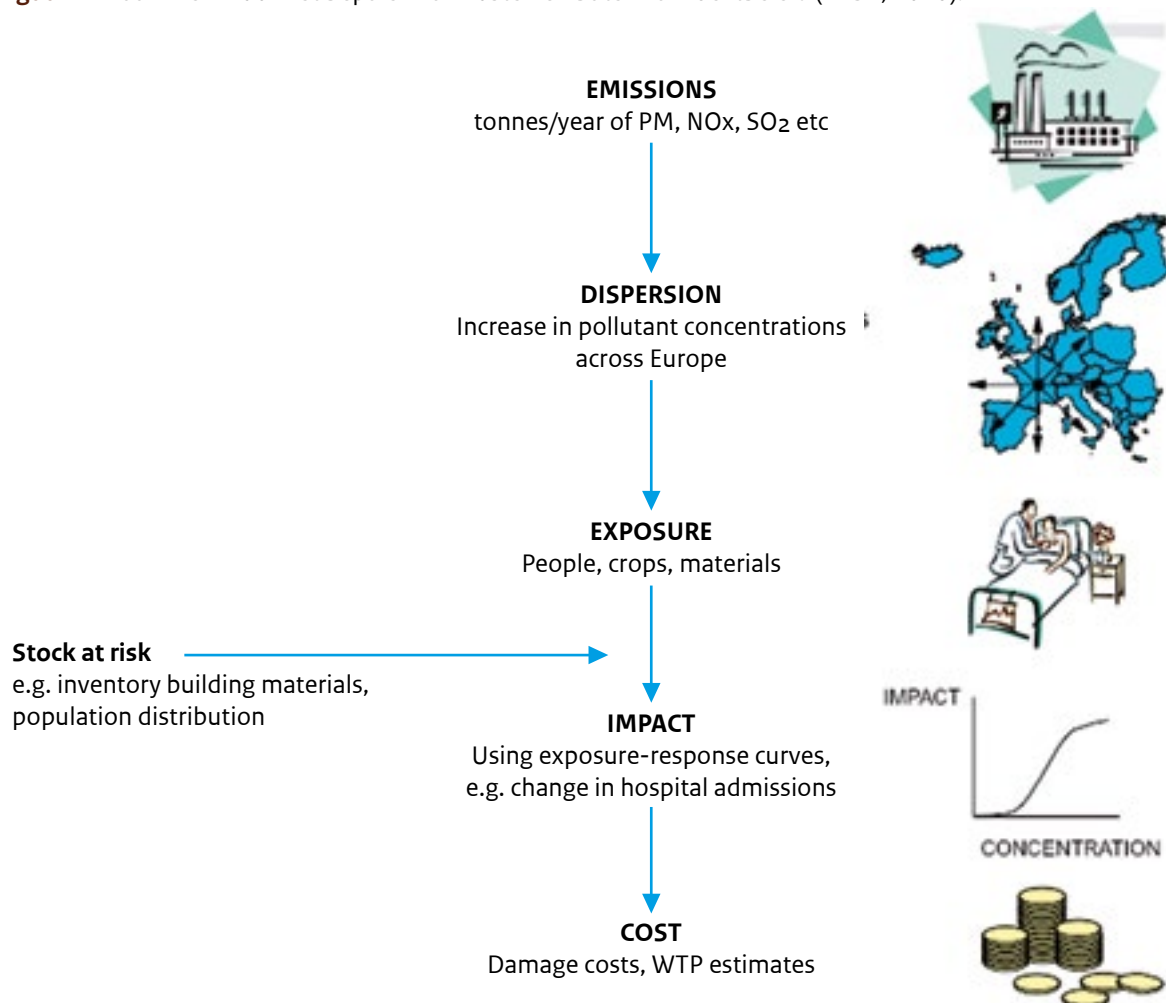 EMISSIONS
tonnes/year of PM, NOx, SO2 etc
DISPERSION
Increase in pollutant concentrations
across Europe
EXPOSURE
People, crops, materials
Stock at risk
e.g. inventory building materials,
population distribution
IMPACT
Using exposure-response curves,
e.g. change in hospital admissions
IMPACT
CONCENTRATION
COST
Damage costs, WTP estimates